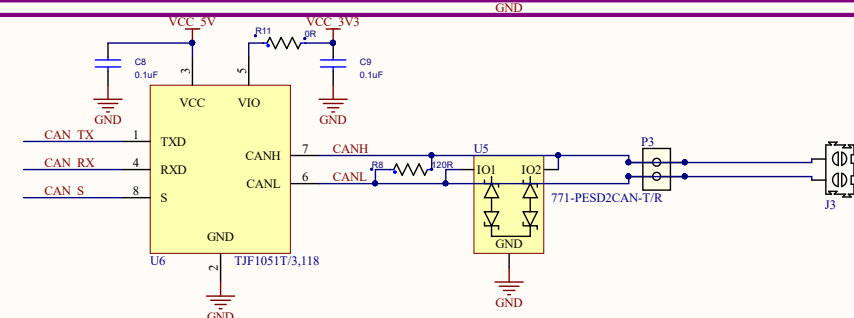 GND
VCC_5V
VCC_3V3
R11
0R
C8
0.1uF
C9
0.1uF
3
5
VCC
VIO
GND
GND
CAN_TX
1
TXD
CAN_RX
4
RXD
CAN_S
8
S
CANH
7
CANH
CANL
6
CANL
R8
120R
U5
IO1
IO2
P3
771-PESD2CAN-T/R
J3
GND
GND
U6
TJF1051T/3,118
2
GND
GND